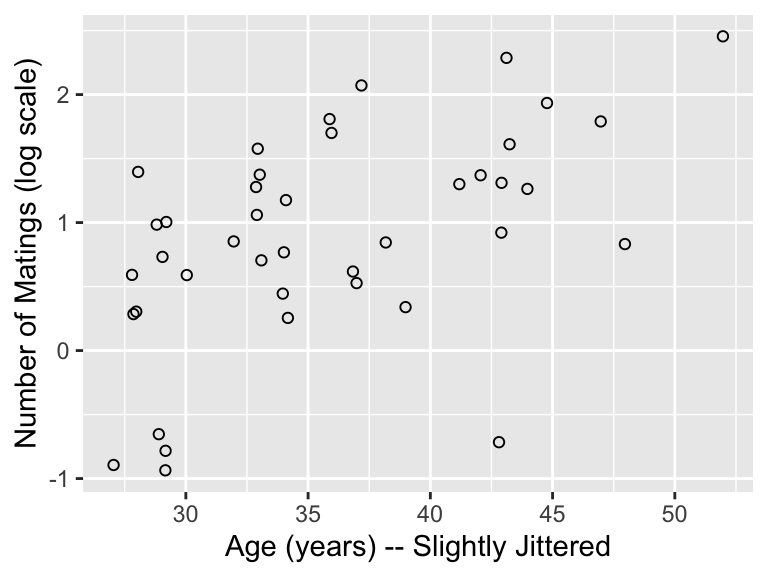 Number of Matings (log scale)
2
1
0
-1
30 35 40 45 50
Age (years) -- Slightly Jittered